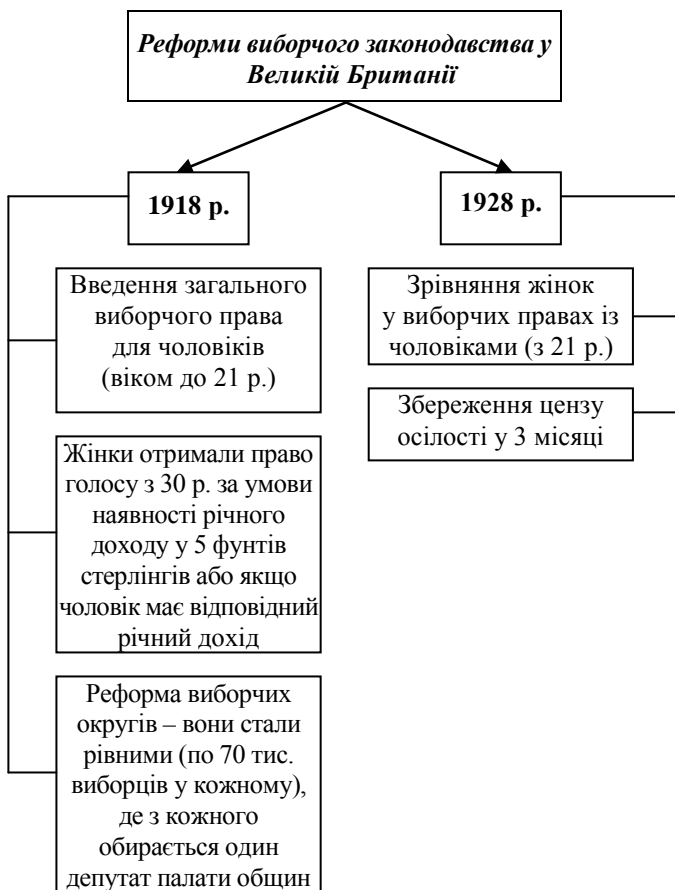 Реформи виборчого законодавства у
Великій Британії
1918 р.
Введення загального
виборчого права
для чоловіків
(віком до 21 р.)
Жінки отримали право
голосу з 30 р. за умови
наявності річного
доходу у 5 фунтів
стерлінгів або якщо
чоловік має відповідний
річний дохід
Реформа виборчих
округів – вони стали
рівними (по 70 тис.
виборців у кожному),
де з кожного
обирається один
депутат палати общин
1928 р.
Зрівняння жінок
у виборчих правах із
чоловіками (з 21 р.)
Збереження цензу
осілості у 3 місяці